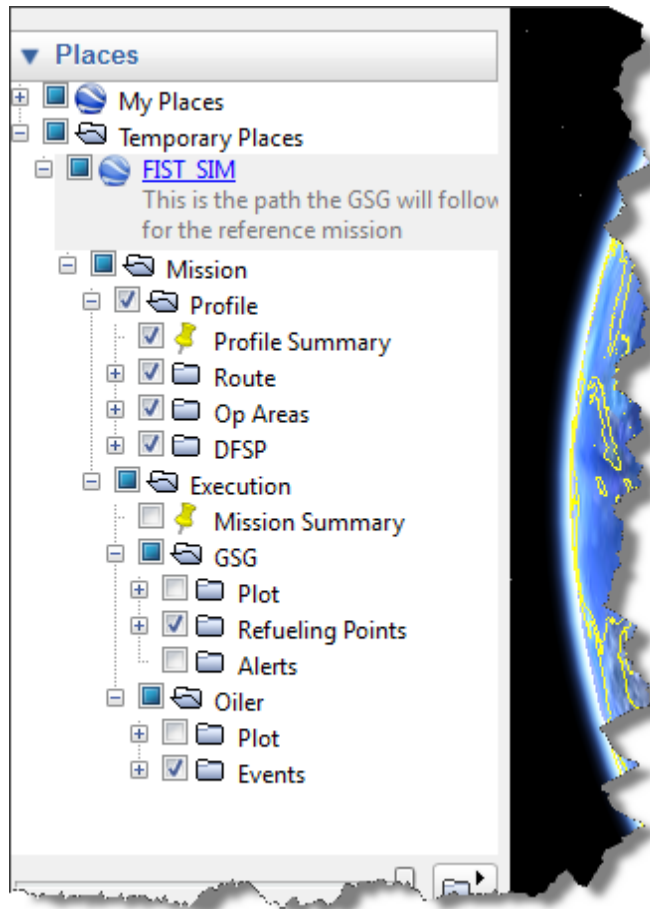 Places
My Places
Temporary Places
FIST_SIM
This is the path the GSG will follow
for the reference mission
Mission
Profile
Profile Summary
Route
Op Areas
DFSP
Execution
Mission Summary
GSG
Plot
Refueling Points
Alerts
Oiler
Plot
Events